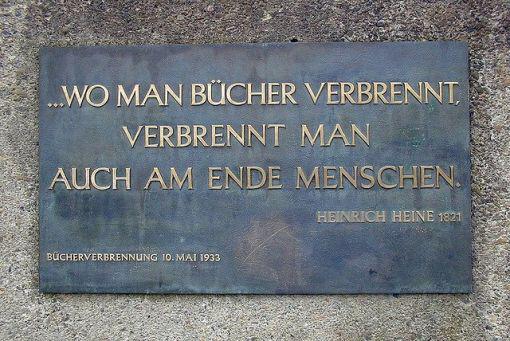 ...WO MAN BÜCHER VERBRENNT,
VERBRENNT MAN
AUCH AM ENDE MENSCHEN.
HEINRICH HEINE 1821
BÜCHERVERBRENNUNG 10. MAI 1933